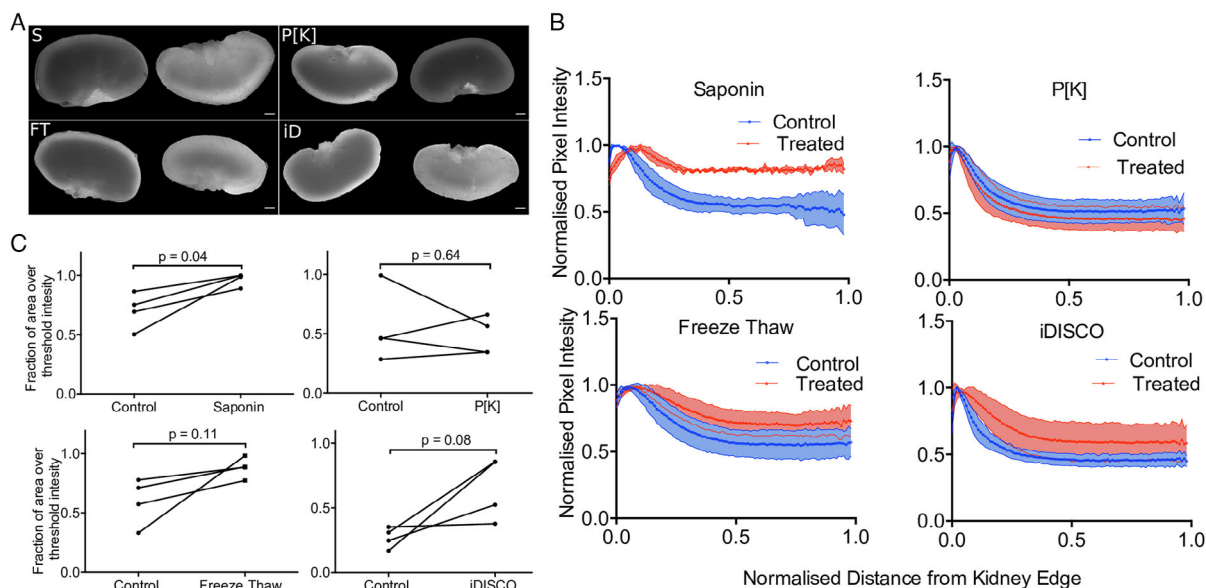 A
S
P[K]
FT
iD
B
Normalised Pixel Intesity
1.5
1.0
0.5
0.0
Saponin
Control
Treated
0.0
0.5
1.0
1.5
1.0
0.5
0.0
P[K]
Control
Treated
0.0
0.5
1.0
Normalised Pixel Intesity
1.5
1.0
0.5
0.0
Freeze Thaw
Control
Treated
0.0
0.5
1.0
1.5
1.0
0.5
0.0
iDISCO
Control
Treated
0.0
0.5
1.0
Normalised Distance from Kidney Edge
C
Fraction of area over
threshold intesity
1.0
0.5
0.0
p = 0.04
Control
Saponin
1.0
0.5
0.0
p = 0.64
Control
P[K]
Fraction of area over
threshold intesity
1.0
0.5
0.0
p = 0.11
Control
Freeze Thaw
1.0
0.5
0.0
p = 0.08
Control
iDISCO